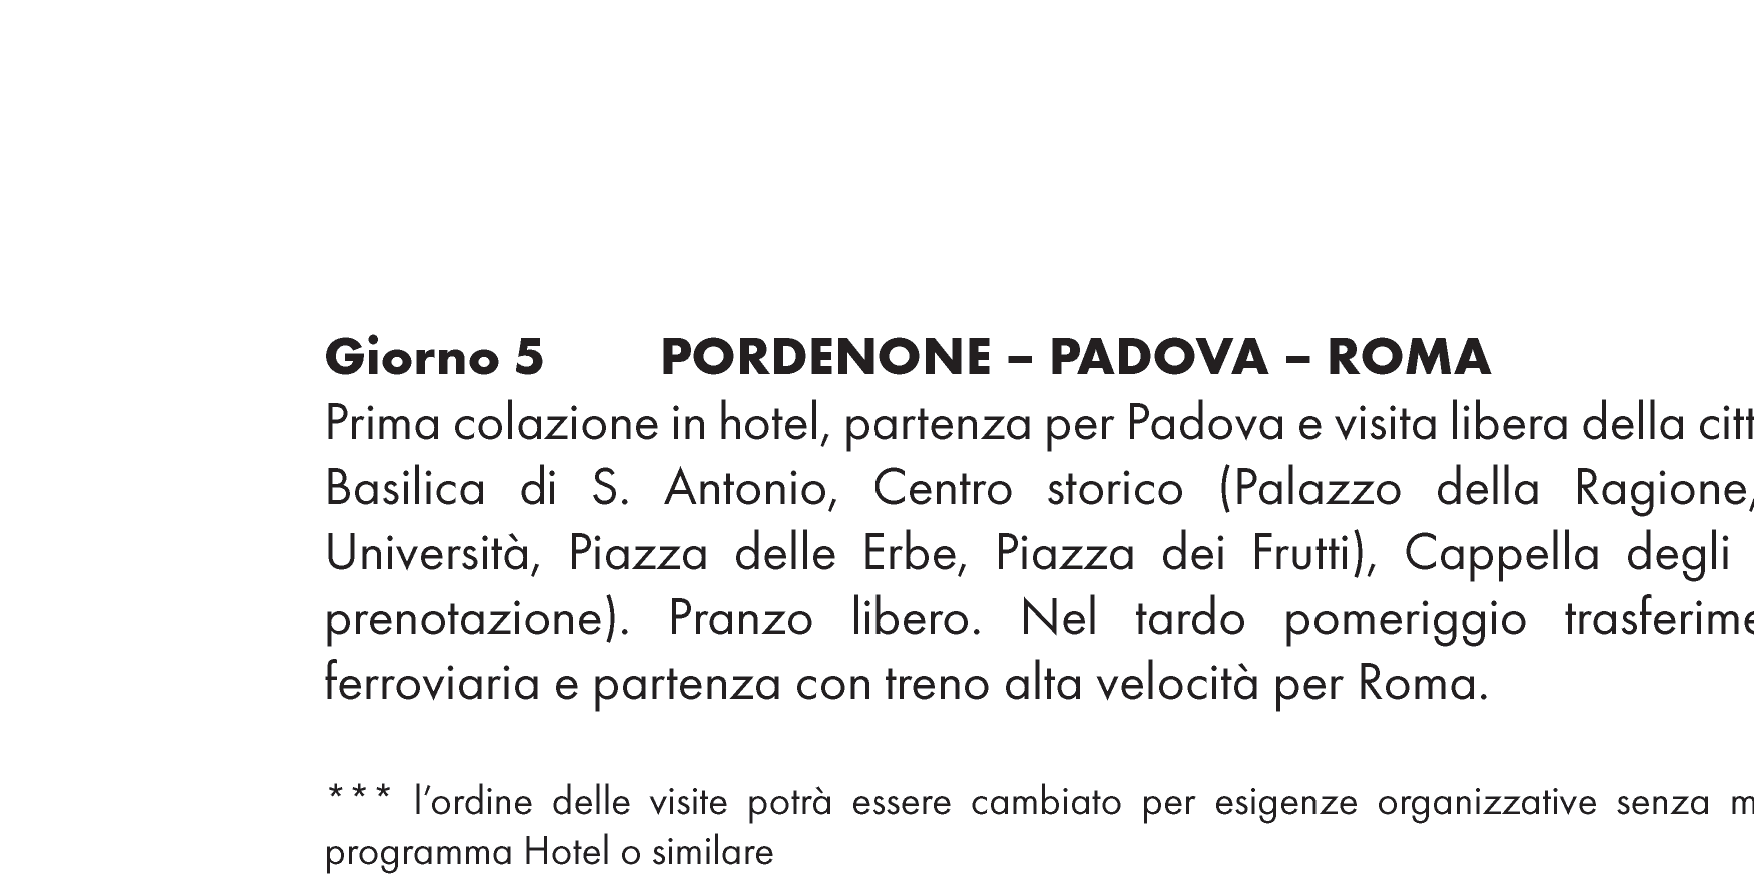 Giorno 5 PORDENONE – PADOVA – ROMA
Prima colazione in hotel, partenza per Padova e visita libera della citt
Basilica di S. Antonio, Centro storico (Palazzo della Ragione,
Università, Piazza delle Erbe, Piazza dei Frutti), Cappella degli
prenotazione). Pranzo libero. Nel tardo pomeriggio trasferime
ferroviaria e partenza con treno alta velocità per Roma.
*** l’ordine delle visite potrà essere cambiato per esigenze organizzative senza m
programma Hotel o similare